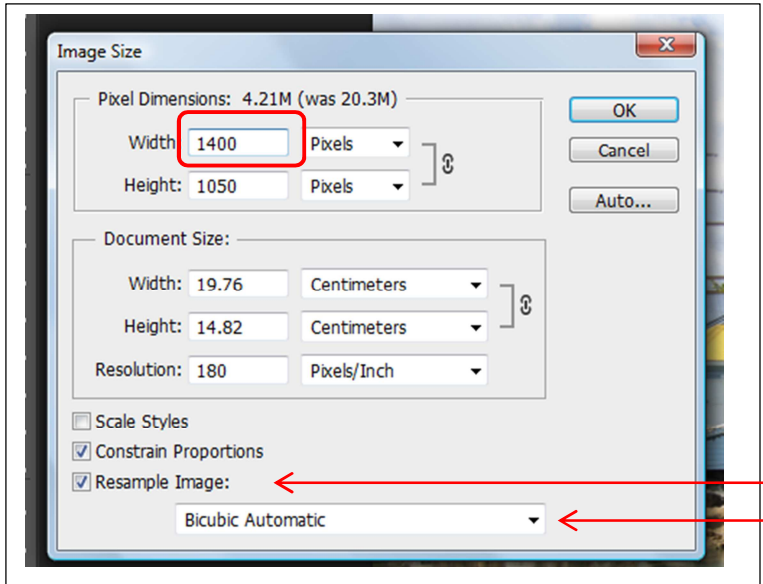 Image Size
Pixel Dimensions: 4.21M (was 20.3M)
Width 1400 Pixels
Height: 1050 Pixels
OK
Cancel
Auto...
Document Size:
Width: 19.76 Centimeters
Height: 14.82 Centimeters
Resolution: 180 Pixels/Inch
Scale Styles
Constrain Proportions
Resample Image:
Bicubic Automatic